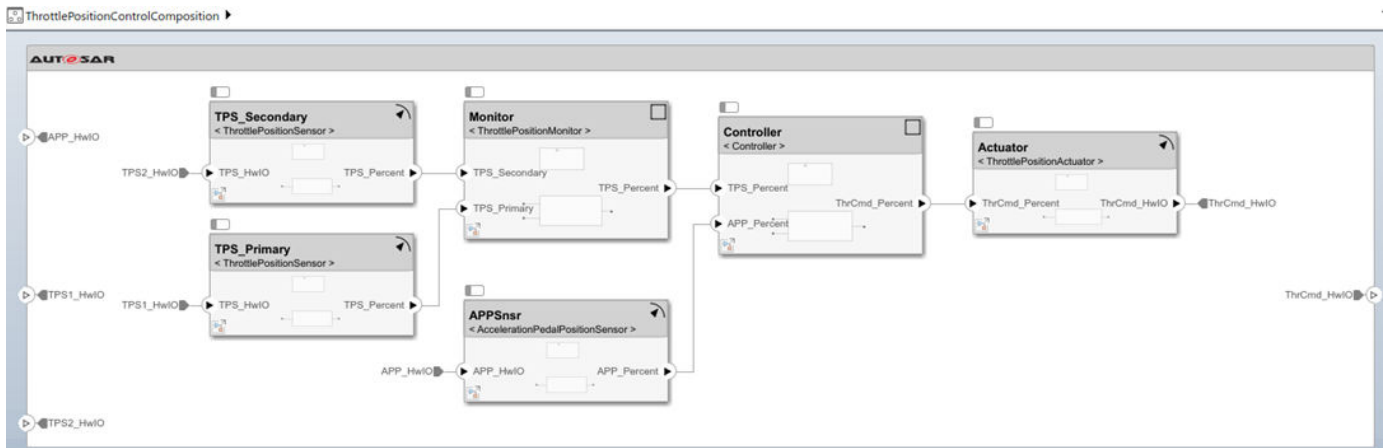 ThrottlePositionControlComposition
AUTOSAR
APP_HwIO
TPS_Secondary
< ThrottlePositionSensor >
TPS2_HwIO
TPS_HwIO
TPS_Percent
Monitor
< ThrottlePositionMonitor >
TPS_Secondary
TPS_Percent
TPS_Primary
Controller
< Controller >
TPS_Percent
ThrCmd_Percent
APP_Percent
Actuator
< ThrottlePositionActuator >
ThrCmd_Percent
ThrCmd_HwIO
ThrCmd_HwIO
TPS1_HwIO
TPS_Primary
< ThrottlePositionSensor >
TPS1_HwIO
TPS_HwIO
TPS_Percent
APPSnsr
< AccelerationPedalPositionSensor >
APP_HwIO
APP_HwIO
APP_Percent
ThrCmd_HwIO
TPS2_HwIO